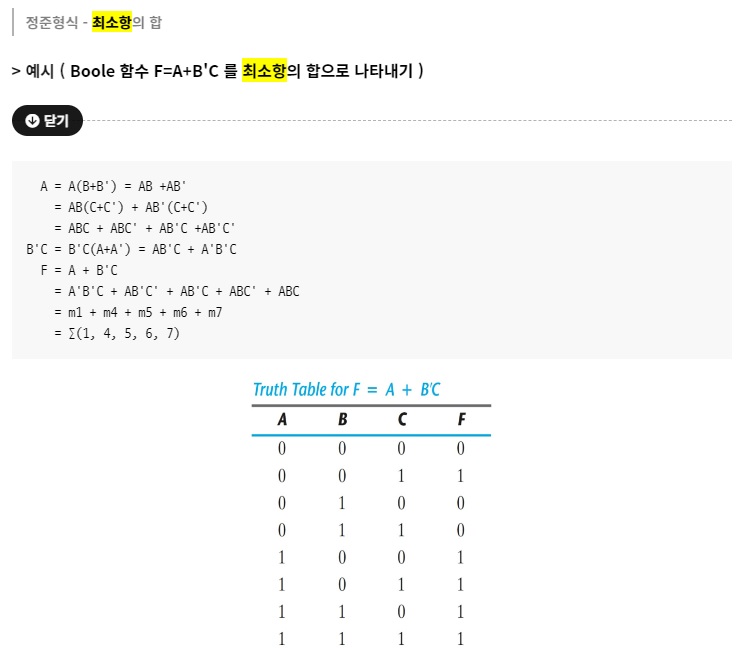 정준형식 - 최소항의 합
> 예시 ( Boole 함수 F=A+B'C 를 최소항의 합으로 나타내기 )
닫기
A = A(B+B') = AB +AB'
= AB(C+C') + AB'(C+C')
= ABC + ABC' + AB'C +AB'C'
B'C = B'C(A+A') = AB'C + A'B'C
F = A + B'C
= A'B'C + AB'C' + AB'C + ABC' + ABC
= m1 + m4 + m5 + m6 + m7
= ∑(1, 4, 5, 6, 7)
Truth Table for F = A + B'C
A B C F
0 0 0 0
0 0 1 1
0 1 0 0
0 1 1 0
1 0 0 1
1 0 1 1
1 1 0 1
1 1 1 1